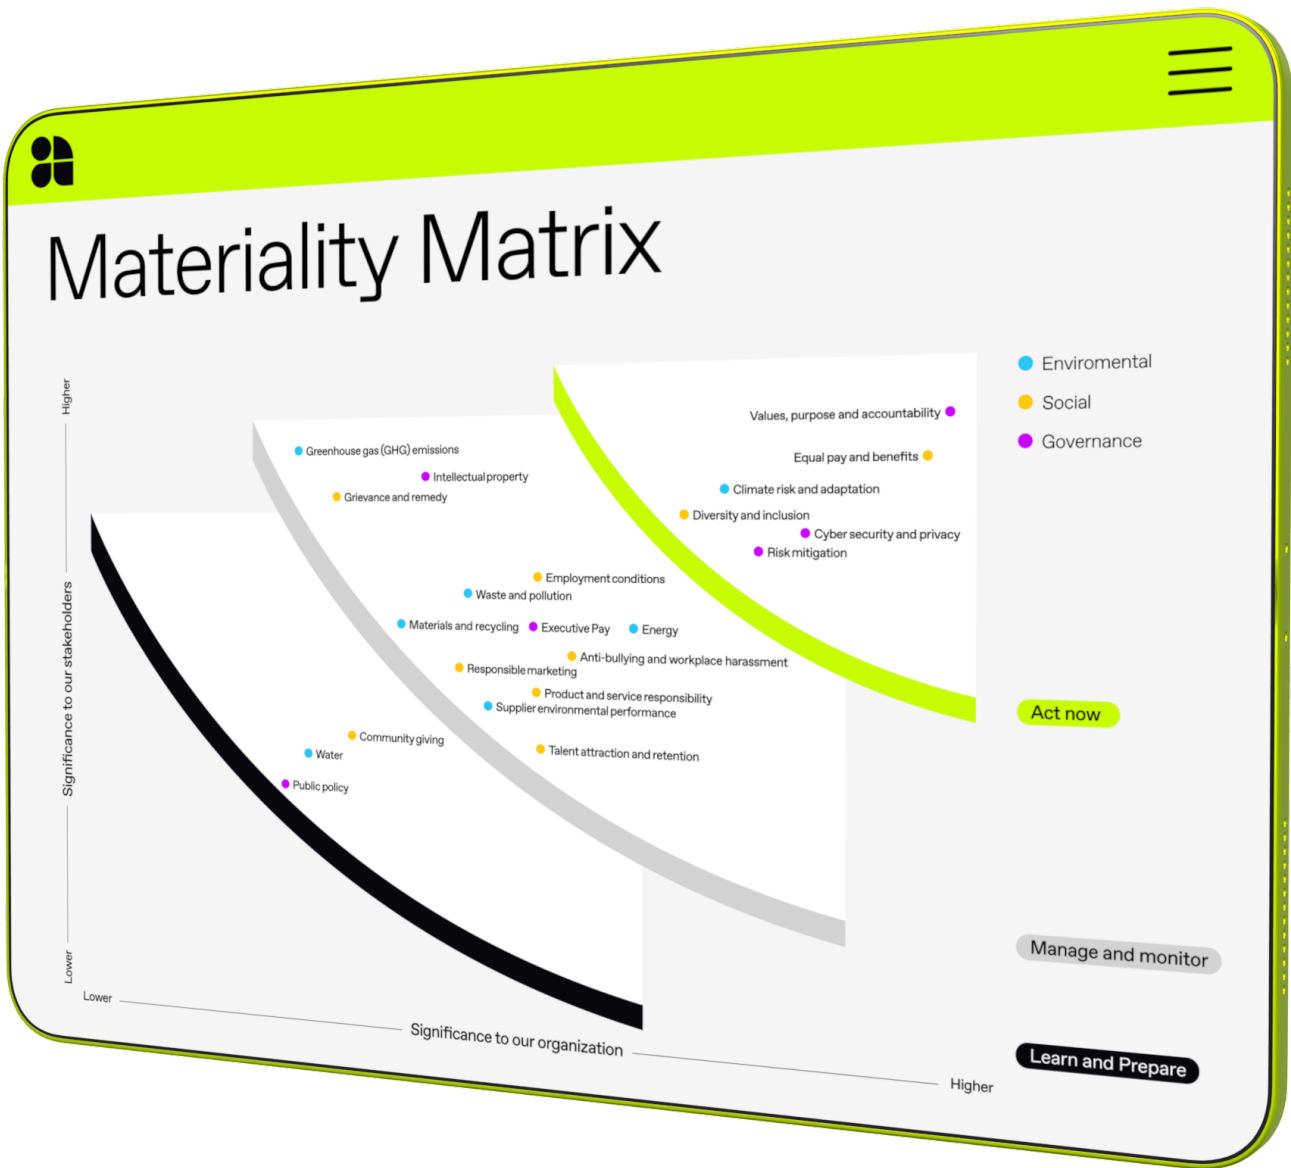 Materiality Matrix
Higher
Significance to our stakeholders
Lower
Lower
Significance to our organization
Higher
Values, purpose and accountability
Equal pay and benefits
Climate risk and adaptation
Diversity and inclusion
Cyber security and privacy
Risk mitigation
Greenhouse gas (GHG) emissions
Intellectual property
Grievance and remedy
Employment conditions
Waste and pollution
Materials and recycling
Executive Pay
Energy
Anti-bullying and workplace harassment
Responsible marketing
Product and service responsibility
Supplier environmental performance
Talent attraction and retention
Community giving
Water
Public policy
Enviromental
Social
Governance
Act now
Manage and monitor
Learn and Prepare